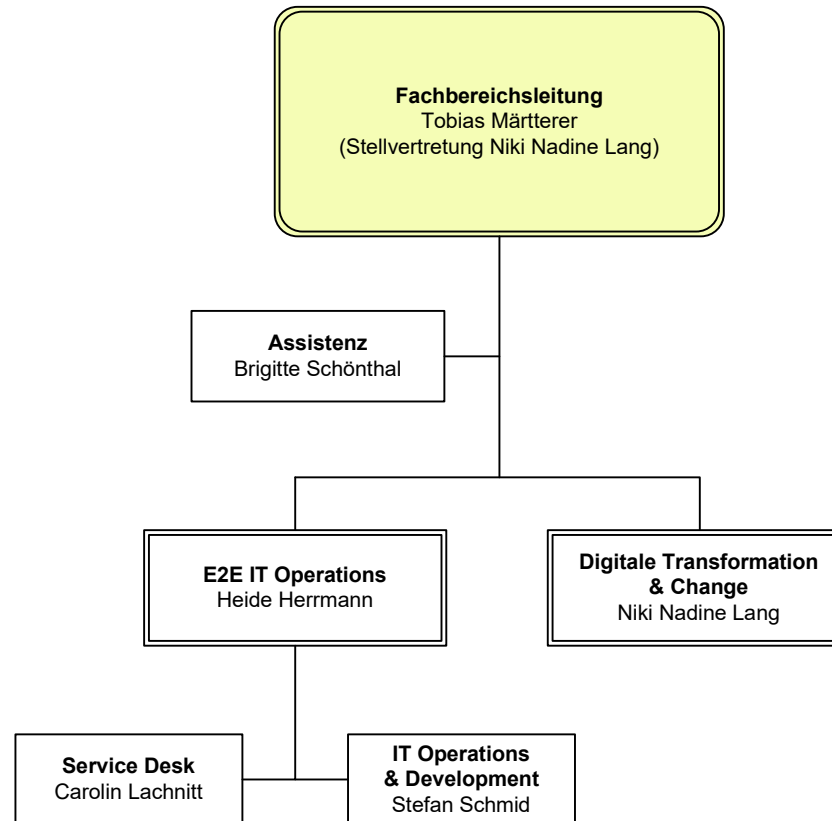 Fachbereichsleitung
Tobias Märtterer
(Stellvertretung Niki Nadine Lang)
Assistenz
Brigitte Schönthal
E2E IT Operations
Heide Herrmann
Digitale Transformation
& Change
Niki Nadine Lang
Service Desk
Carolin Lachnitt
IT Operations
& Development
Stefan Schmid